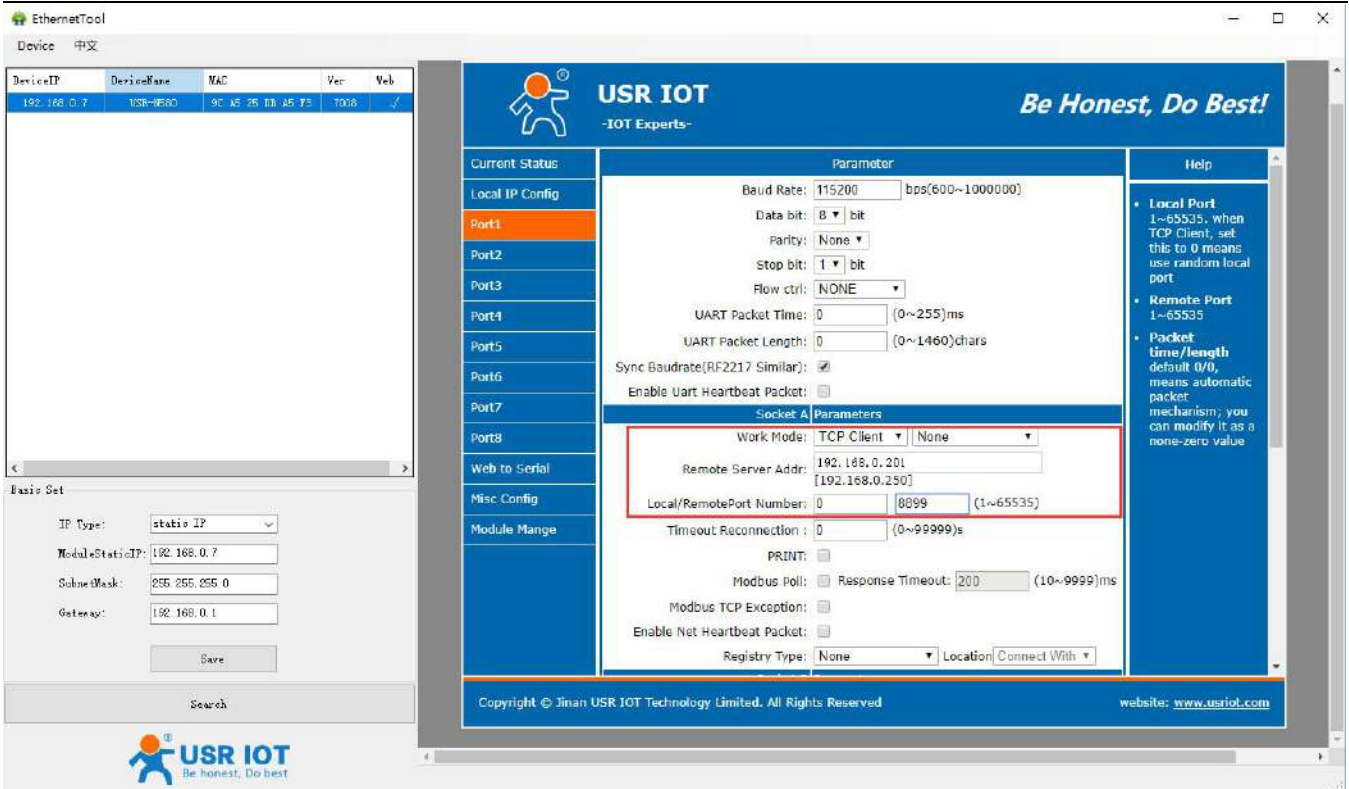 EthernetTool
Device 中文
DeviceIP DeviceName MAC Ver Web
192.168.0.7 USR-N580 9C A5 25 DB A5 F3 7008 √
Basic Set
IP Type: static IP
ModuleStaticIP: 192.168.0.7
SubnetMask: 255.255.255.0
Gateway: 192.168.0.1
Save
Search
®
USR IOT
Be honest, Do best
®
USR IOT
-IOT Experts-
Be Honest, Do Best!
Current Status
Local IP Config
Port1
Port2
Port3
Port4
Port5
Port6
Port7
Port8
Web to Serial
Misc Config
Module Mange
Parameter
Baud Rate: 115200 bps(600~1000000)
Data bit: 8 bit
Parity: None
Stop bit: 1 bit
Flow ctrl: NONE
UART Packet Time: 0 (0~255)ms
UART Packet Length: 0 (0~1460)chars
Sync Baudrate(RF2217 Similar):
Enable Uart Heartbeat Packet:
Socket A Parameters
Work Mode: TCP Client None
Remote Server Addr: 192.168.0.201
[192.168.0.250]
Local/RemotePort Number: 0 8899 (1~65535)
Timeout Reconnection : 0 (0~99999)s
PRINT:
Modbus Poll: Response Timeout: 200 (10~9999)ms
Modbus TCP Exception:
Enable Net Heartbeat Packet:
Registry Type: None Location Connect With
Help
• Local Port
1~65535, when
TCP Client, set
this to 0 means
use random local
port
• Remote Port
1~65535
• Packet
time/length
default 0/0,
means automatic
packet
mechanism; you
can modify it as a
none-zero value
Copyright © Jinan USR IOT Technology Limited. All Rights Reserved
website: www.usriot.com